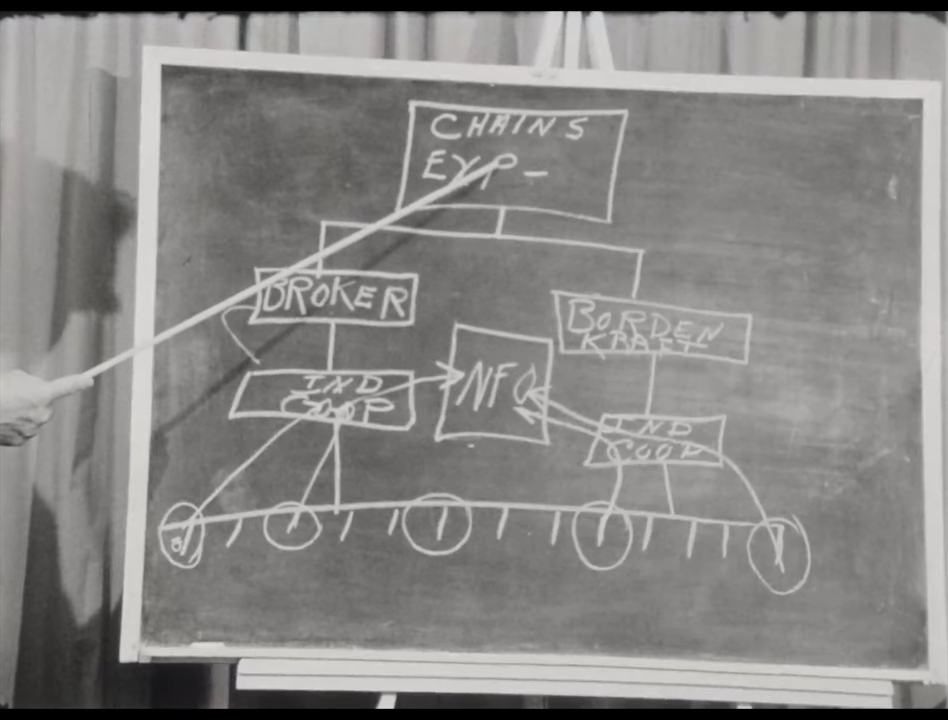 CHAINS
EXP-
BROKER
BORDEN
KRAFT
IND
COOP
NFO
IND
COOP